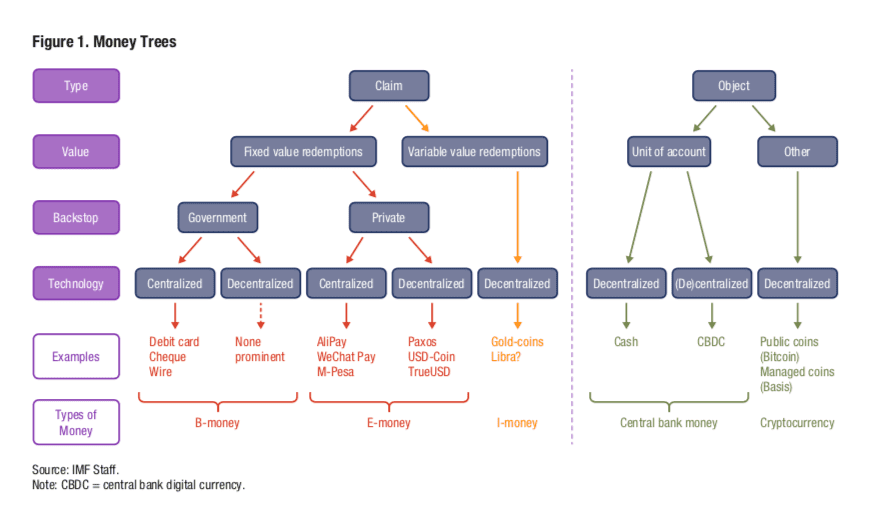 Figure 1. Money Trees
Type
Claim
Object
Value
Fixed value redemptions
Variable value redemptions
Unit of account
Other
Backstop
Government
Private
Technology
Centralized
Decentralized
Centralized
Decentralized
Decentralized
Decentralized
(De)centralized
Decentralized
Examples
Debit card
Cheque
Wire
None
prominent
AliPay
WeChat Pay
M-Pesa
Paxos
USD-Coin
TrueUSD
Gold-coins
Libra?
Cash
CBDC
Public coins
(Bitcoin)
Managed coins
(Basis)
Types of
Money
B-money
E-money
I-money
Central bank money
Cryptocurrency
Source: IMF Staff.
Note: CBDC = central bank digital currency.